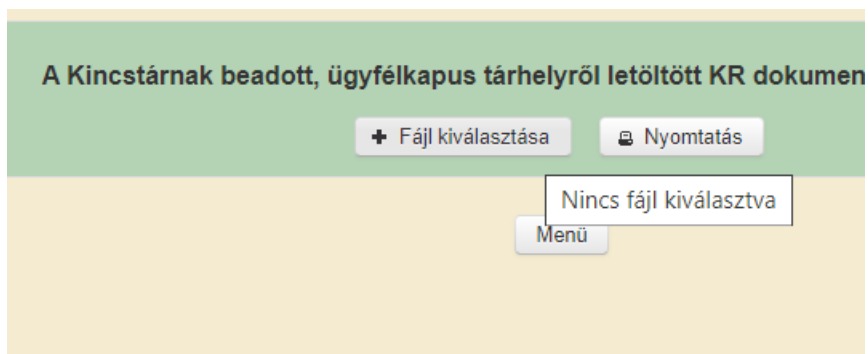 A Kincstárnak beadott, ügyfélkapus tárhelyről letöltött KR dokumen
Fájl kiválasztása
Nyomtatás
Nincs fájl kiválasztva
Menü